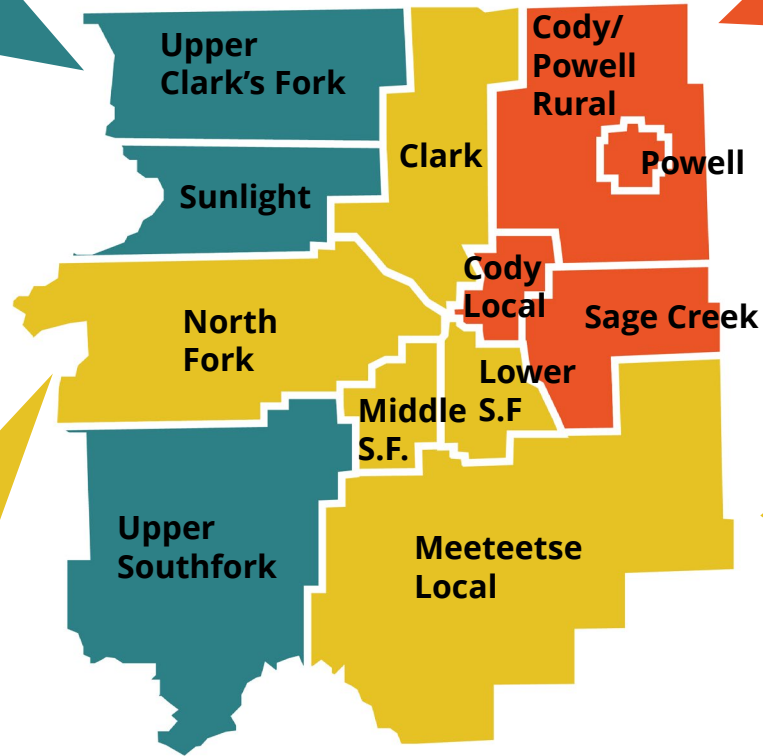 Upper
Clark’s Fork
Cody/
Powell
Rural
Clark
Powell
Sunlight
Cody
Local
North
Fork
Sage Creek
Lower
S.F
Middle
S.F.
Upper
Southfork
Meeteetse
Local